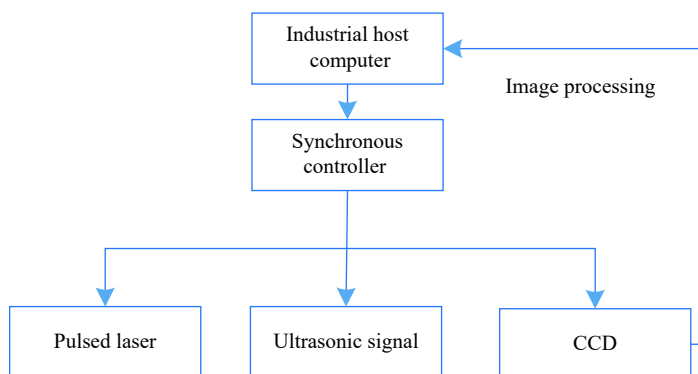 Industrial host
computer
Image processing
Synchronous
controller
Pulsed laser
Ultrasonic signal
CCD